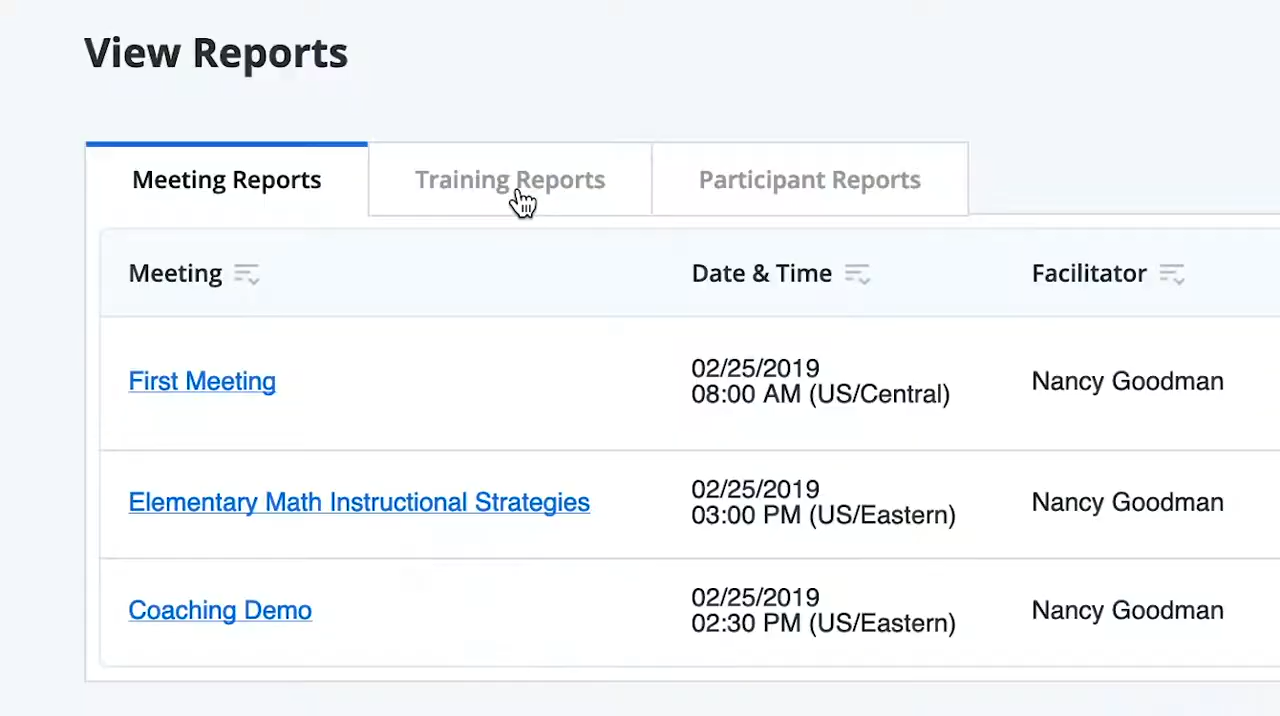 View Reports
Meeting Reports
Training Reports
Participant Reports
Meeting
Date & Time
Facilitator
First Meeting
02/25/2019
08:00 AM (US/Central)
Nancy Goodman
Elementary Math Instructional Strategies
02/25/2019
03:00 PM (US/Eastern)
Nancy Goodman
Coaching Demo
02/25/2019
02:30 PM (US/Eastern)
Nancy Goodman